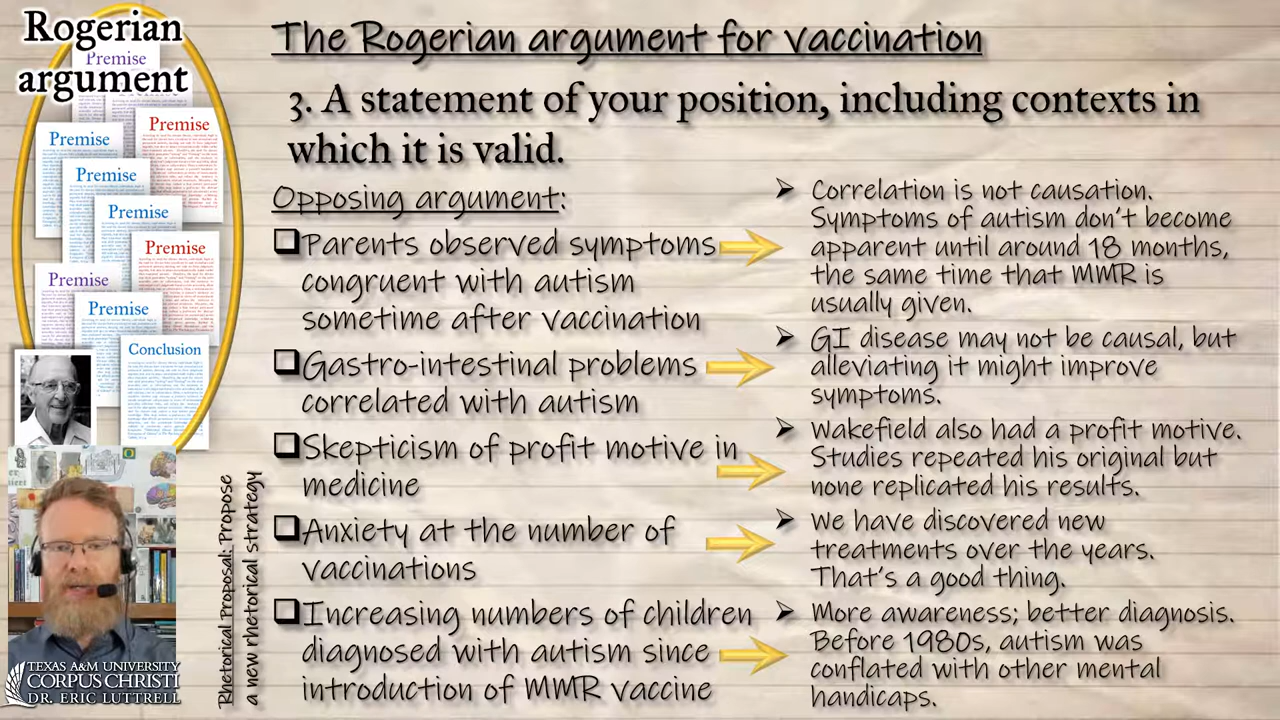 Rogerian
argument
Premise
Premise
Premise
Premise
Premise
Premise
Premise
Premise
Conclusion
The Rogerian argument for vaccination
3. A statement of your position, including contexts in
which it is valid.
Opposing argument:
Parents observed symptoms
congruent with autism
sometime after vaccination
Gastro-intestinal problems
correlated with autism
Skepticism of profit motive in
medicine
Anxiety at the number of
vaccinations
Increasing numbers of children
diagnosed with autism since
introduction of MMR vaccine
Correlation is not causation.
Symptoms of autism don't become
apparent until around 18 months,
the same time that MMR is
usually given.
GI disease may not be causal, but
aleviating it might improve
symptoms.
Wakefield also had a profit motive.
Studies repeated his original but
none replicated his results.
We have discovered new
treatments over the years.
That's a good thing.
More awareness; better diagnosis.
Before 1980s, autism was
conflated with other mental
handicaps.
Rhetorical Proposal: Propose
a new rhetorical strategy
TEXAS A&M UNIVERSITY
CORPUS CHRISTI
DR. ERIC LUTTRELL